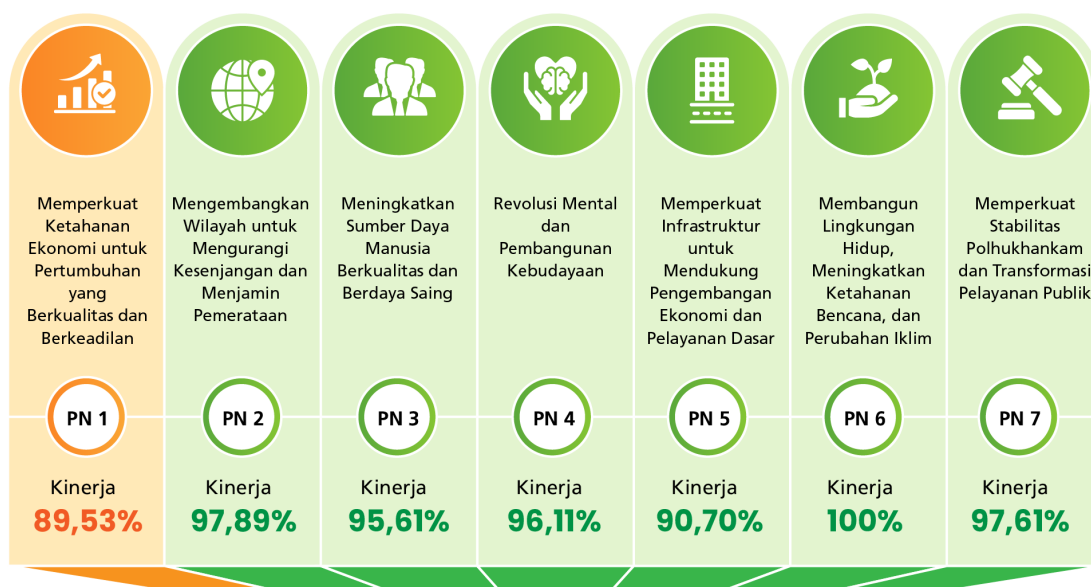 Memperkuat
Ketahanan
Ekonomi untuk
Pertumbuhan
yang
Berkualitas dan
Berkeadilan
PN 1
Kinerja
89,53%
Mengembangkan
Wilayah untuk
Mengurangi
Kesenjangan dan
Menjamin
Pemerataan
PN 2
Kinerja
97,89%
Meningkatkan
Sumber Daya
Manusia
Berkualitas dan
Berdaya Saing
PN 3
Kinerja
95,61%
Revolusi Mental
dan
Pembangunan
Kebudayaan
PN 4
Kinerja
96,11%
Memperkuat
Infrastruktur
untuk
Mendukung
Pengembangan
Ekonomi dan
Pelayanan Dasar
PN 5
Kinerja
90,70%
Membangun
Lingkungan
Hidup,
Meningkatkan
Ketahanan
Bencana, dan
Perubahan Iklim
PN 6
Kinerja
100%
Memperkuat
Stabilitas
Polhukhankam
dan Transformasi
Pelayanan Publik
PN 7
Kinerja
97,61%